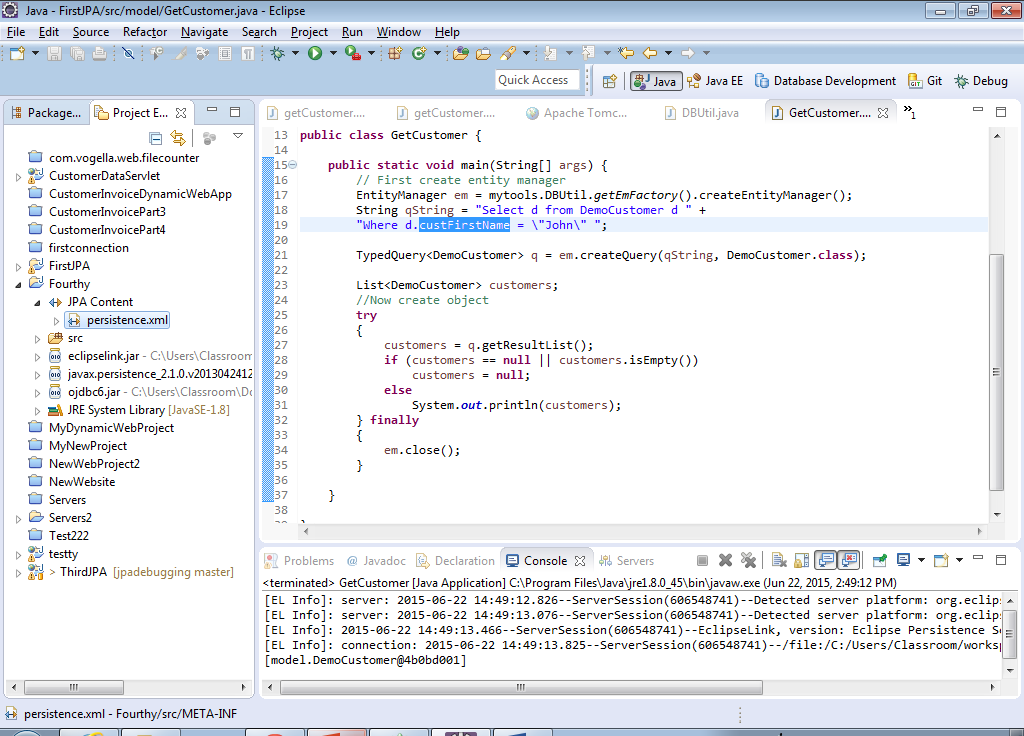 Java - FirstJPA/src/model/GetCustomer.java - Eclipse
File Edit Source Refactor Navigate Search Project Run Window Help
Quick Access Java Java EE Database Development Git Debug
Package... Project E...
com.vogella.web.filecounter
CustomerDataServlet
CustomerInvoiceDynamicWebApp
CustomerInvoicePart3
CustomerInvoicePart4
firstconnection
FirstJPA
Fourthy
JPA Content
persistence.xml
src
eclipselink.jar - C:\Users\Classroom
javax.persistence_2.1.0.v2013042412
ojdbc6.jar - C:\Users\Classroom\Do
JRE System Library [JavaSE-1.8]
MyDynamicWebProject
MyNewProject
NewWebProject2
NewWebsite
Servers
Servers2
Test222
testty
> ThirdJPA [jpadebugging master]
getCustomer.... getCustomer.... Apache Tomc... DBUtil.java GetCustomer.... »1
13 public class GetCustomer {
14
15 public static void main(String[] args) {
16 // First create entity manager
17 EntityManager em = mytools.DBUtil.getEmFactory().createEntityManager();
18 String qString = "Select d from DemoCustomer d " +
19 "Where d.custFirstName = \"John\" ";
20
21 TypedQuery<DemoCustomer> q = em.createQuery(qString, DemoCustomer.class);
22
23 List<DemoCustomer> customers;
24 //Now create object
25 try
26 {
27 customers = q.getResultList();
28 if (customers == null || customers.isEmpty())
29 customers = null;
30 else
31 System.out.println(customers);
32 } finally
33 {
34 em.close();
35 }
36
37 }
38
Problems @ Javadoc Declaration Console Servers
<terminated> GetCustomer [Java Application] C:\Program Files\Java\jre1.8.0_45\bin\javaw.exe (Jun 22, 2015, 2:49:12 PM)
[EL Info]: server: 2015-06-22 14:49:12.826--ServerSession(606548741)--Detected server platform: org.eclips
[EL Info]: server: 2015-06-22 14:49:13.076--ServerSession(606548741)--Detected server platform: org.eclips
[EL Info]: 2015-06-22 14:49:13.466--ServerSession(606548741)--EclipseLink, version: Eclipse Persistence Se
[EL Info]: connection: 2015-06-22 14:49:13.825--ServerSession(606548741)--/file:/C:/Users/Classroom/worksp
[model.DemoCustomer@4b0bd001]
persistence.xml - Fourthy/src/META-INF